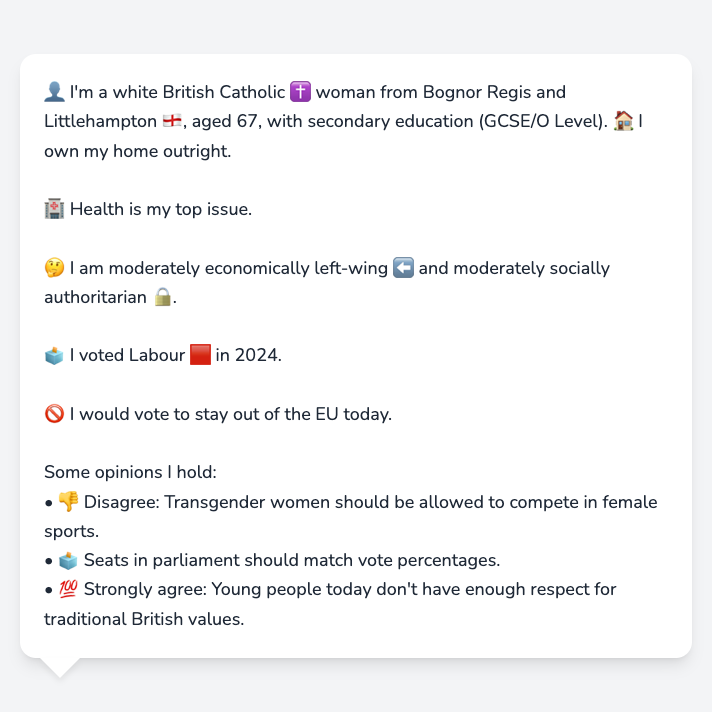 👤 I'm a white British Catholic ✝️ woman from Bognor Regis and
Littlehampton 🏴󠁧󠁢󠁥󠁮󠁧󠁿, aged 67, with secondary education (GCSE/O Level). 🏠 I
own my home outright.
🏥 Health is my top issue.
🤔 I am moderately economically left-wing ⬅️ and moderately socially
authoritarian 🔒.
🗳️ I voted Labour 🟥 in 2024.
🚫 I would vote to stay out of the EU today.
Some opinions I hold:
• 👎 Disagree: Transgender women should be allowed to compete in female
sports.
• 🗳️ Seats in parliament should match vote percentages.
• 💯 Strongly agree: Young people today don't have enough respect for
traditional British values.